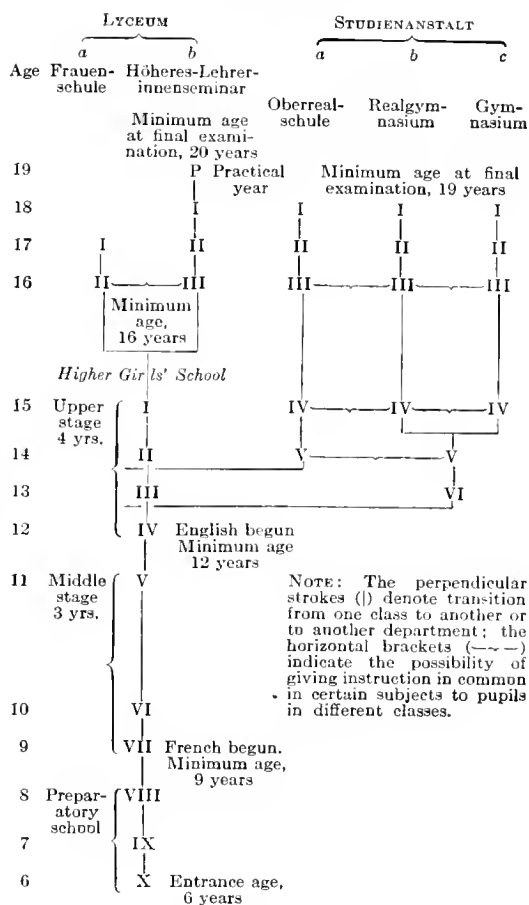 LYCEUM STUDIENANSTALT
a b a b c
Age Frauen- Höheres-Lehrer-
schule innenseminar Oberreal- Realgym- Gym-
schule nasium nasium
Minimum age
at final exami-
nation, 20 years
19 P Practical Minimum age at final
year examination, 19 years
18 I I I I
17 I II II II II
16 II III III III III
Minimum
age,
16 years
Higher Girls' School
15 Upper I IV IV IV
stage
4 yrs.
14 II V V
13 III VI
12 IV English begun
Minimum age
12 years
11 Middle V
stage
3 yrs.
NOTE: The perpendicular
strokes (|) denote transition
from one class to another or
to another department; the
horizontal brackets (—~—)
indicate the possibility of
giving instruction in common
in certain subjects to pupils
in different classes.
10 VI
9 VII French begun.
Minimum age,
9 years
8 Prepar- VIII
atory
school
7 IX
6 X Entrance age,
6 years